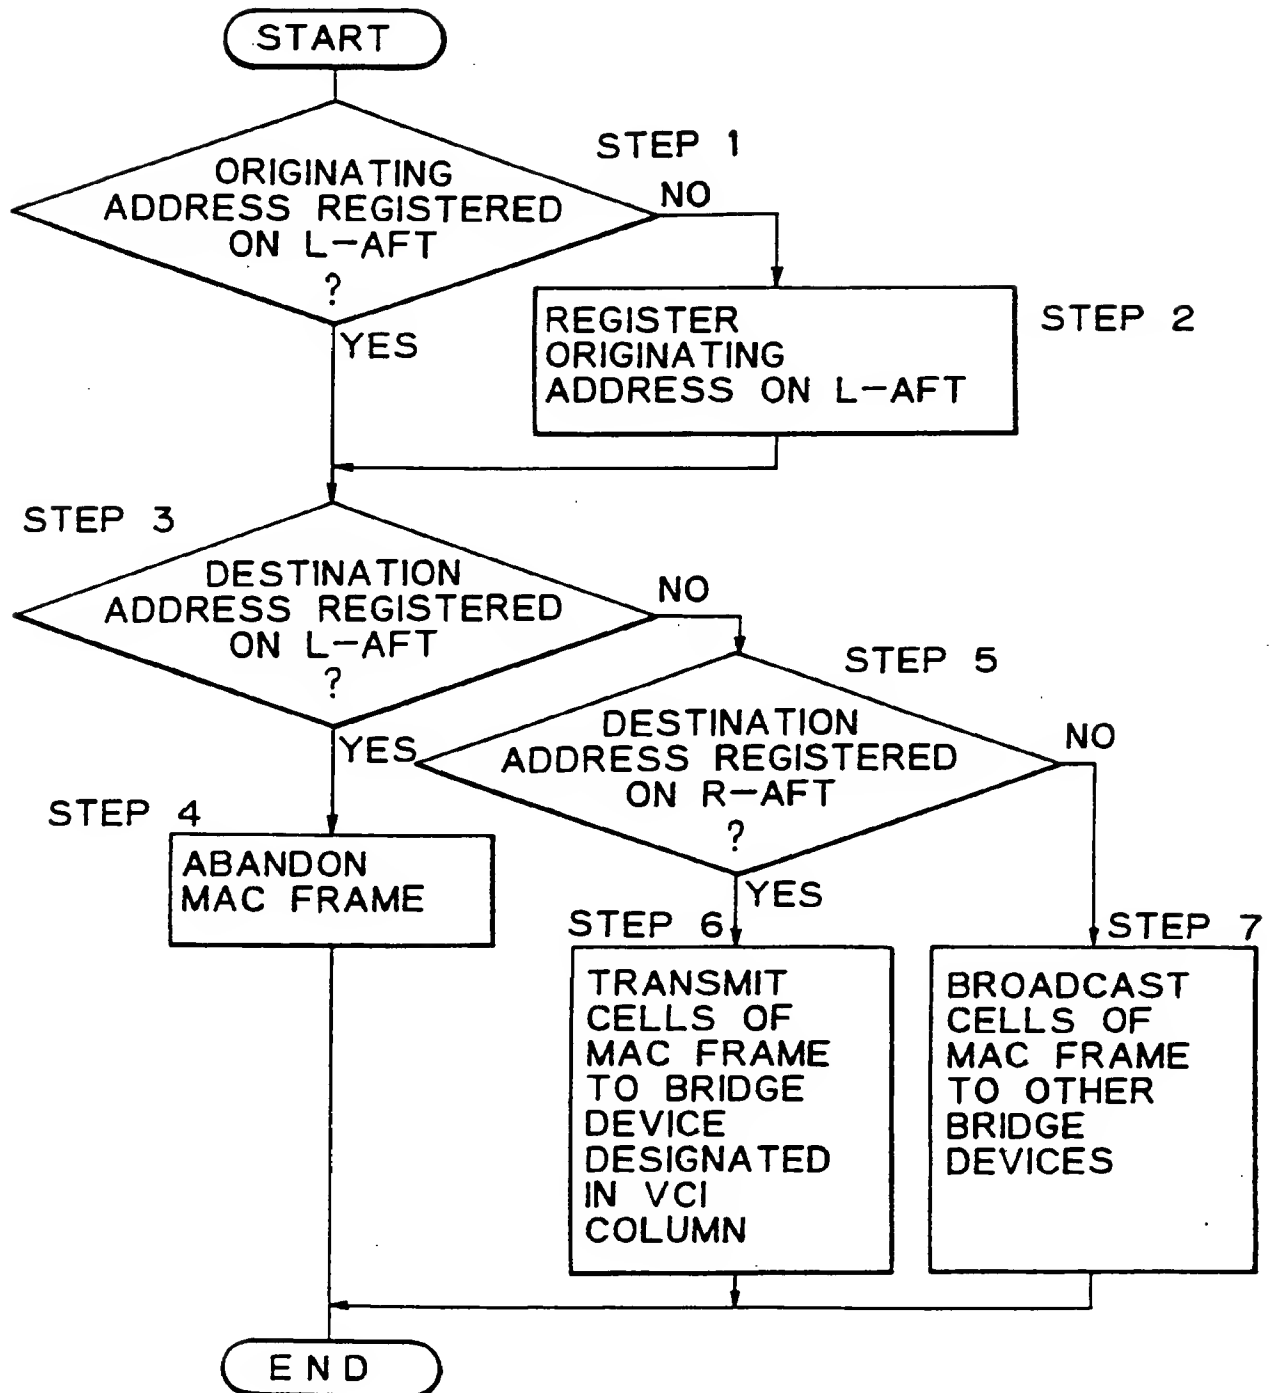 START
STEP 1
ORIGINATING
ADDRESS REGISTERED
ON L-AFT
?
NO
YES
STEP 2
REGISTER
ORIGINATING
ADDRESS ON L-AFT
STEP 3
DESTINATION
ADDRESS REGISTERED
ON L-AFT
?
NO
YES
STEP 4
ABANDON
MAC FRAME
STEP 5
DESTINATION
ADDRESS REGISTERED
ON R-AFT
?
NO
YES
STEP 6
TRANSMIT
CELLS OF
MAC FRAME
TO BRIDGE
DEVICE
DESIGNATED
IN VCI
COLUMN
STEP 7
BROADCAST
CELLS OF
MAC FRAME
TO OTHER
BRIDGE
DEVICES
END